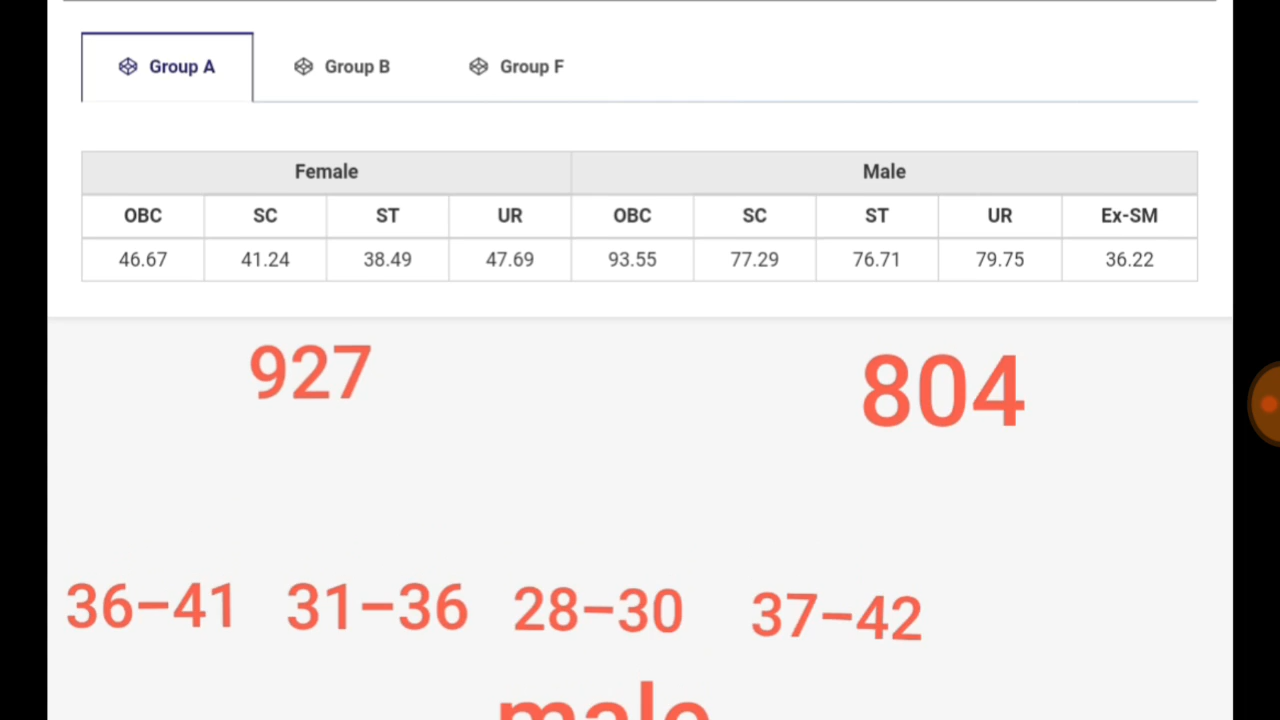 Group A Group B Group F
Female Male
OBC SC ST UR OBC SC ST UR Ex-SM
46.67 41.24 38.49 47.69 93.55 77.29 76.71 79.75 36.22
927 804
36–41 31–36 28–30 37–42
male